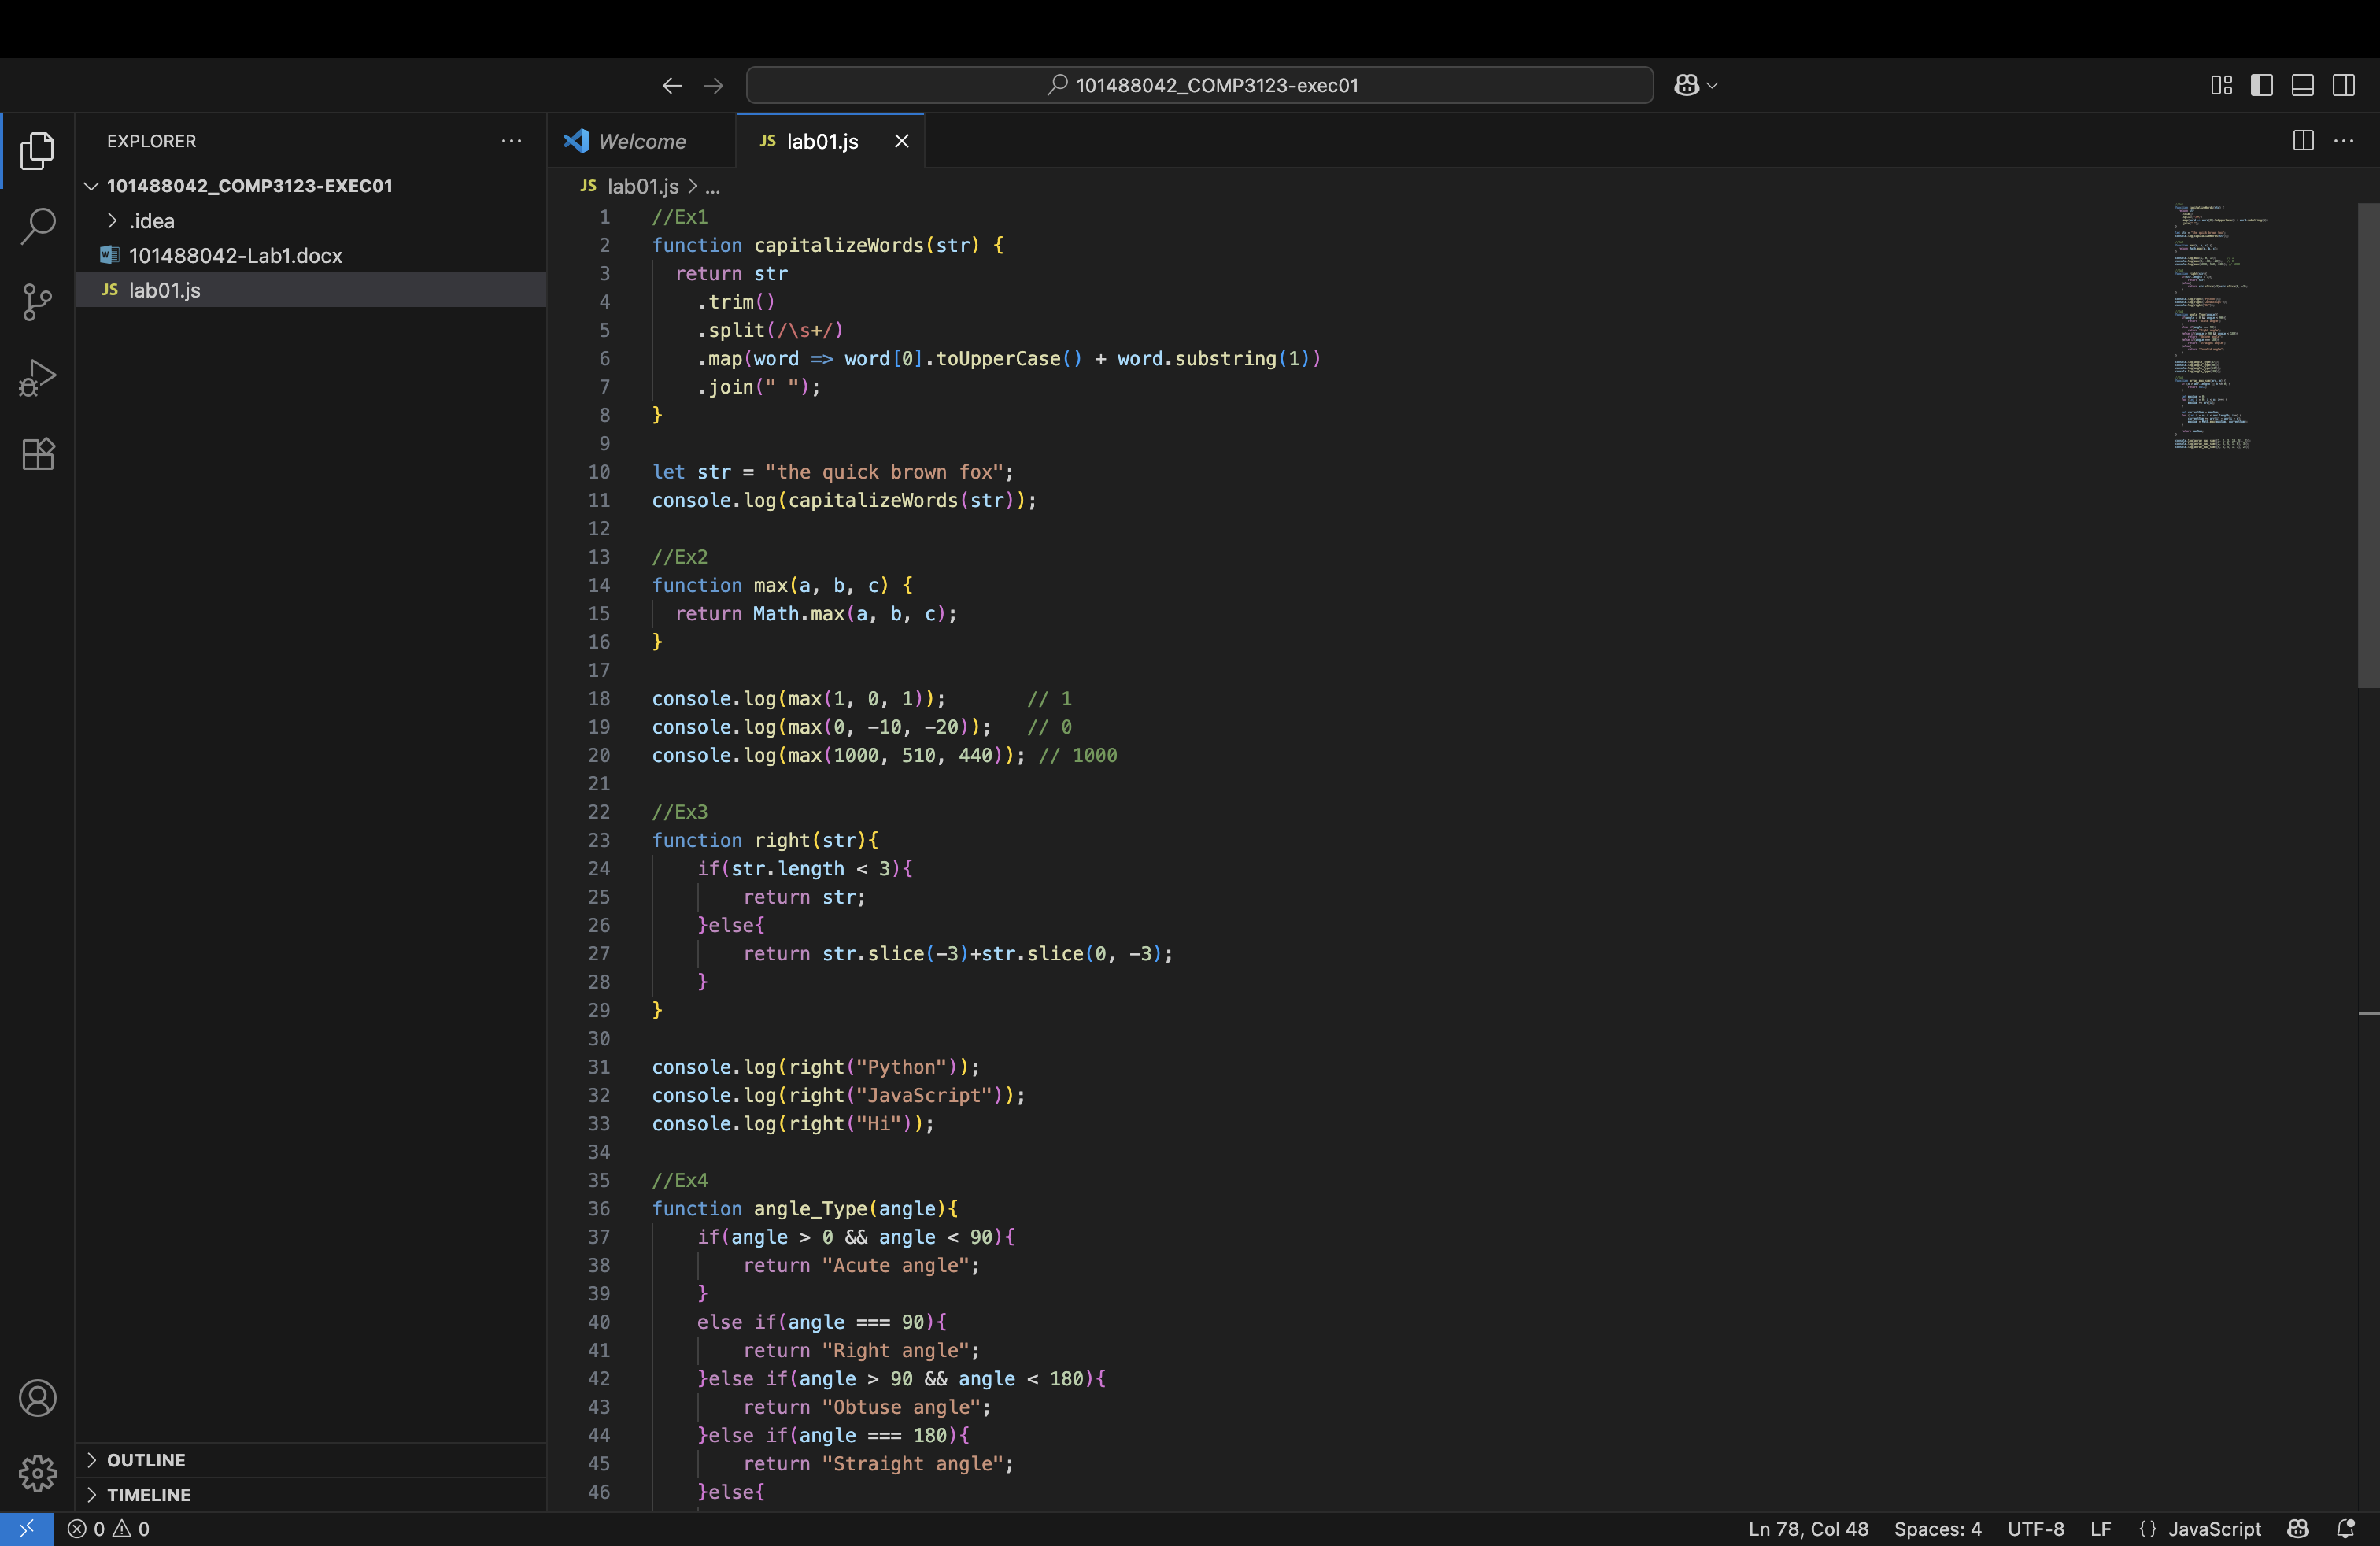 101488042_COMP3123-exec01
EXPLORER
101488042_COMP3123-EXEC01
.idea
101488042-Lab1.docx
JS lab01.js
OUTLINE
TIMELINE
Welcome
JS lab01.js
JS lab01.js > ...
1 //Ex1
2 function capitalizeWords(str) {
3   return str
4     .trim()
5     .split(/\s+/)
6     .map(word => word[0].toUpperCase() + word.substring(1))
7     .join(" ");
8 }
9
10 let str = "the quick brown fox";
11 console.log(capitalizeWords(str));
12
13 //Ex2
14 function max(a, b, c) {
15   return Math.max(a, b, c);
16 }
17
18 console.log(max(1, 0, 1));       // 1
19 console.log(max(0, -10, -20));   // 0
20 console.log(max(1000, 510, 440)); // 1000
21
22 //Ex3
23 function right(str){
24     if(str.length < 3){
25         return str;
26     }else{
27         return str.slice(-3)+str.slice(0, -3);
28     }
29 }
30
31 console.log(right("Python"));
32 console.log(right("JavaScript"));
33 console.log(right("Hi"));
34
35 //Ex4
36 function angle_Type(angle){
37     if(angle > 0 && angle < 90){
38         return "Acute angle";
39     }
40     else if(angle === 90){
41         return "Right angle";
42     }else if(angle > 90 && angle < 180){
43         return "Obtuse angle";
44     }else if(angle === 180){
45         return "Straight angle";
46     }else{
0 0
Ln 78, Col 48 Spaces: 4 UTF-8 LF {} JavaScript